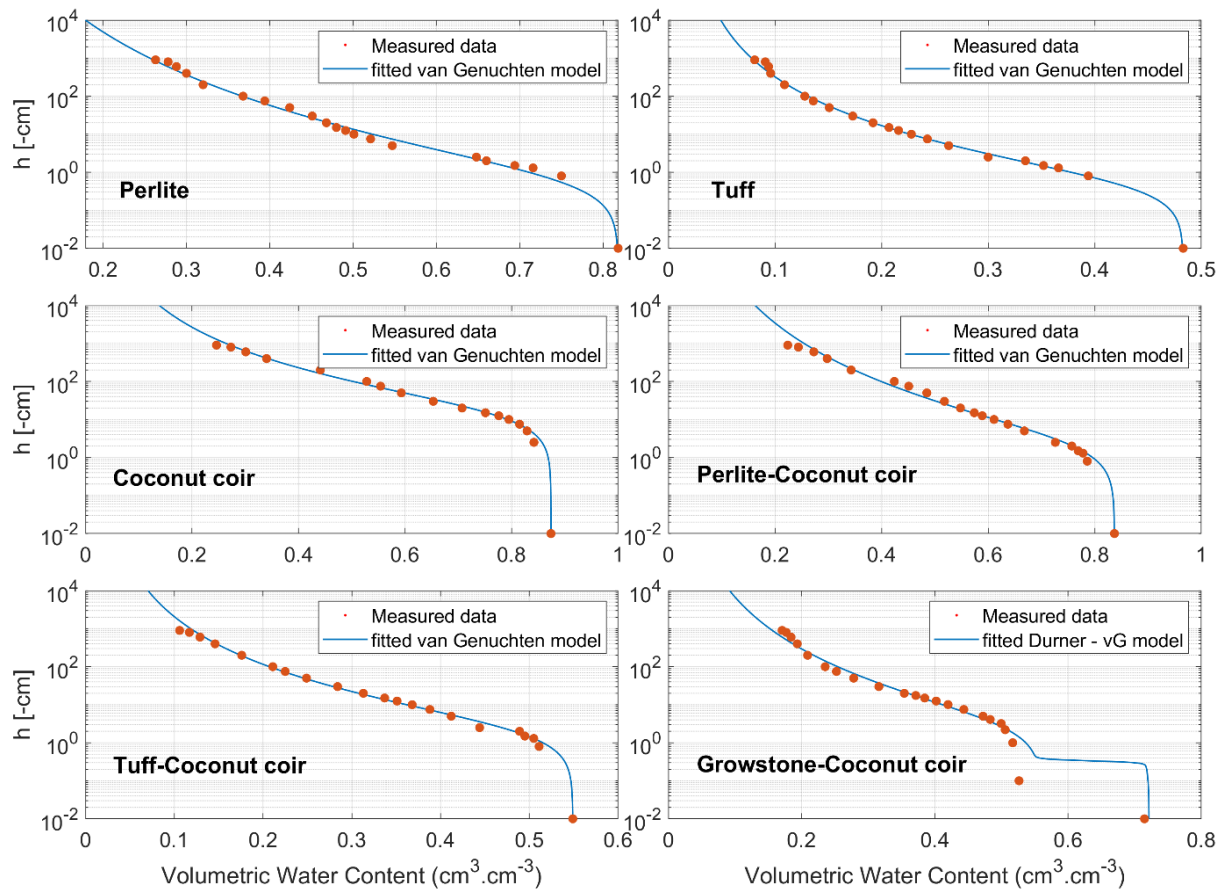 10^4
10^2
10^0
10^-2
h [-cm]
0.2 0.3 0.4 0.5 0.6 0.7 0.8
Measured data
fitted van Genuchten model
Perlite
10^4
10^2
10^0
10^-2
0 0.1 0.2 0.3 0.4 0.5
Measured data
fitted van Genuchten model
Tuff
10^4
10^2
10^0
10^-2
h [-cm]
0 0.2 0.4 0.6 0.8 1
Measured data
fitted van Genuchten model
Coconut coir
10^4
10^2
10^0
10^-2
0 0.2 0.4 0.6 0.8 1
Measured data
fitted van Genuchten model
Perlite-Coconut coir
10^4
10^2
10^0
10^-2
h [-cm]
0 0.1 0.2 0.3 0.4 0.5 0.6
Measured data
fitted van Genuchten model
Tuff-Coconut coir
Volumetric Water Content (cm^3.cm^-3)
10^4
10^2
10^0
10^-2
0 0.2 0.4 0.6 0.8
Measured data
fitted Durner - vG model
Growstone-Coconut coir
Volumetric Water Content (cm^3.cm^-3)